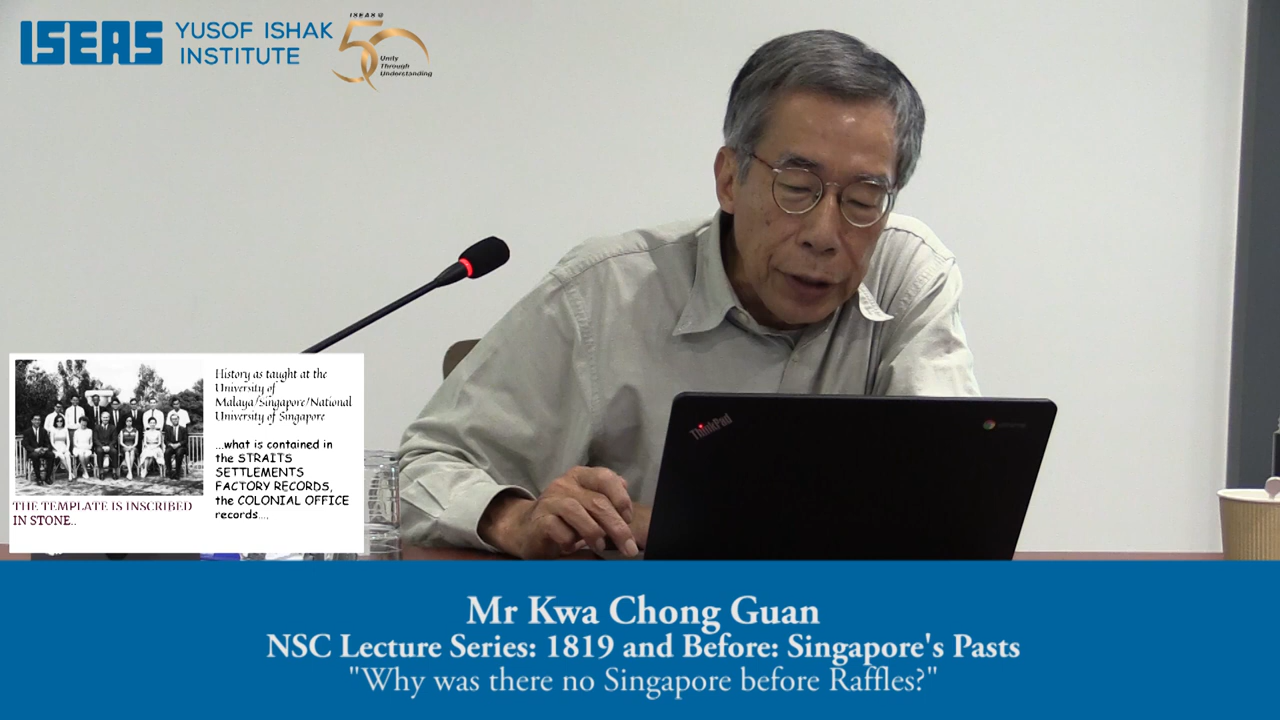 ISEAS
YUSOF ISHAK
INSTITUTE
ISEAS @
50
Unity
Through
Understanding
History as taught at the
University of
Malaya/Singapore/National
University of Singapore
...what is contained in
the STRAITS
SETTLEMENTS
FACTORY RECORDS,
the COLONIAL OFFICE
records....
THE TEMPLATE IS INSCRIBED
IN STONE..
ThinkPad
Mr Kwa Chong Guan
NSC Lecture Series: 1819 and Before: Singapore's Pasts
"Why was there no Singapore before Raffles?"